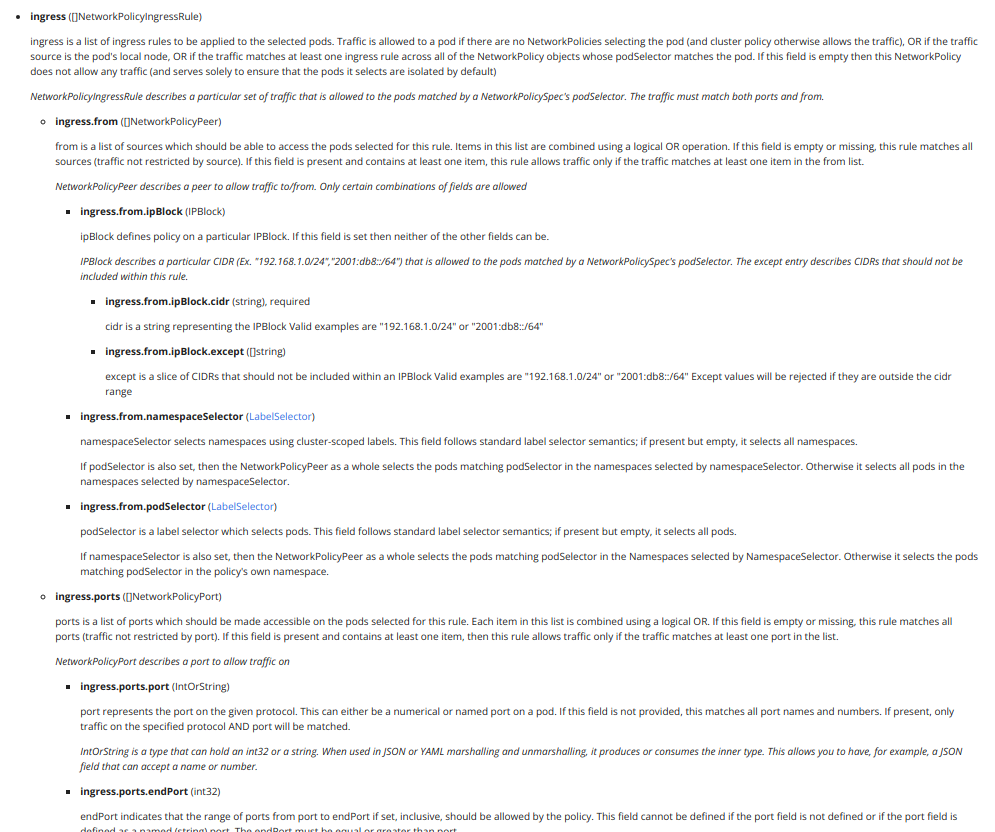 ingress ([]NetworkPolicyIngressRule)
ingress is a list of ingress rules to be applied to the selected pods. Traffic is allowed to a pod if there are no NetworkPolicies selecting the pod (and cluster policy otherwise allows the traffic), OR if the traffic
source is the pod's local node, OR if the traffic matches at least one ingress rule across all of the NetworkPolicy objects whose podSelector matches the pod. If this field is empty then this NetworkPolicy
does not allow any traffic (and serves solely to ensure that the pods it selects are isolated by default)
NetworkPolicyIngressRule describes a particular set of traffic that is allowed to the pods matched by a NetworkPolicySpec's podSelector. The traffic must match both ports and from.
ingress.from ([]NetworkPolicyPeer)
from is a list of sources which should be able to access the pods selected for this rule. Items in this list are combined using a logical OR operation. If this field is empty or missing, this rule matches all
sources (traffic not restricted by source). If this field is present and contains at least one item, this rule allows traffic only if the traffic matches at least one item in the from list.
NetworkPolicyPeer describes a peer to allow traffic to/from. Only certain combinations of fields are allowed
ingress.from.ipBlock (IPBlock)
ipBlock defines policy on a particular IPBlock. If this field is set then neither of the other fields can be.
IPBlock describes a particular CIDR (Ex. "192.168.1.0/24","2001:db8::/64") that is allowed to the pods matched by a NetworkPolicySpec's podSelector. The except entry describes CIDRs that should not be
included within this rule.
ingress.from.ipBlock.cidr (string), required
cidr is a string representing the IPBlock Valid examples are "192.168.1.0/24" or "2001:db8::/64"
ingress.from.ipBlock.except ([]string)
except is a slice of CIDRs that should not be included within an IPBlock Valid examples are "192.168.1.0/24" or "2001:db8::/64" Except values will be rejected if they are outside the cidr
range
ingress.from.namespaceSelector (LabelSelector)
namespaceSelector selects namespaces using cluster-scoped labels. This field follows standard label selector semantics; if present but empty, it selects all namespaces.
If podSelector is also set, then the NetworkPolicyPeer as a whole selects the pods matching podSelector in the namespaces selected by namespaceSelector. Otherwise it selects all pods in the
namespaces selected by namespaceSelector.
ingress.from.podSelector (LabelSelector)
podSelector is a label selector which selects pods. This field follows standard label selector semantics; if present but empty, it selects all pods.
If namespaceSelector is also set, then the NetworkPolicyPeer as a whole selects the pods matching podSelector in the Namespaces selected by NamespaceSelector. Otherwise it selects the pods
matching podSelector in the policy's own namespace.
ingress.ports ([]NetworkPolicyPort)
ports is a list of ports which should be made accessible on the pods selected for this rule. Each item in this list is combined using a logical OR. If this field is empty or missing, this rule matches all
ports (traffic not restricted by port). If this field is present and contains at least one item, then this rule allows traffic only if the traffic matches at least one port in the list.
NetworkPolicyPort describes a port to allow traffic on
ingress.ports.port (IntOrString)
port represents the port on the given protocol. This can either be a numerical or named port on a pod. If this field is not provided, this matches all port names and numbers. If present, only
traffic on the specified protocol AND port will be matched.
IntOrString is a type that can hold an int32 or a string. When used in JSON or YAML marshalling and unmarshalling, it produces or consumes the inner type. This allows you to have, for example, a JSON
field that can accept a name or number.
ingress.ports.endPort (int32)
endPort indicates that the range of ports from port to endPort if set, inclusive, should be allowed by the policy. This field cannot be defined if the port field is not defined or if the port field is
defined as a named (string) port. The endPort must be equal or greater than port.